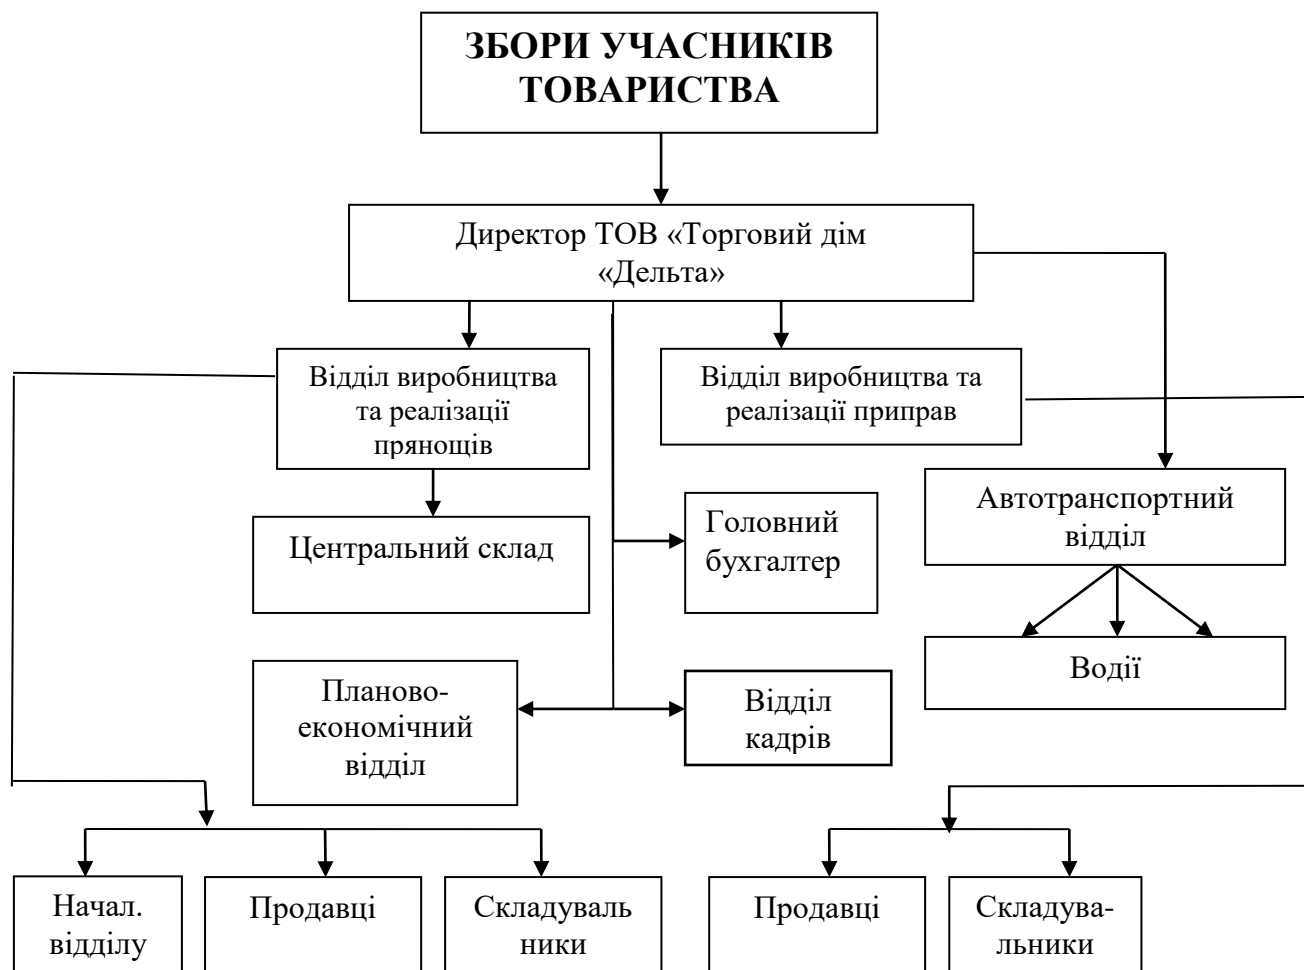 ЗБОРИ УЧАСНИКІВ
ТОВАРИСТВА
Директор ТОВ «Торговий дім
«Дельта»
Відділ виробництва
та реалізації
прянощів
Відділ виробництва та
реалізації приправ
Автотранспортний
відділ
Центральний склад
Головний
бухгалтер
Водії
Планово-
економічний
відділ
Відділ
кадрів
Начал.
відділу
Продавці
Складуваль
ники
Продавці
Складува-
льники